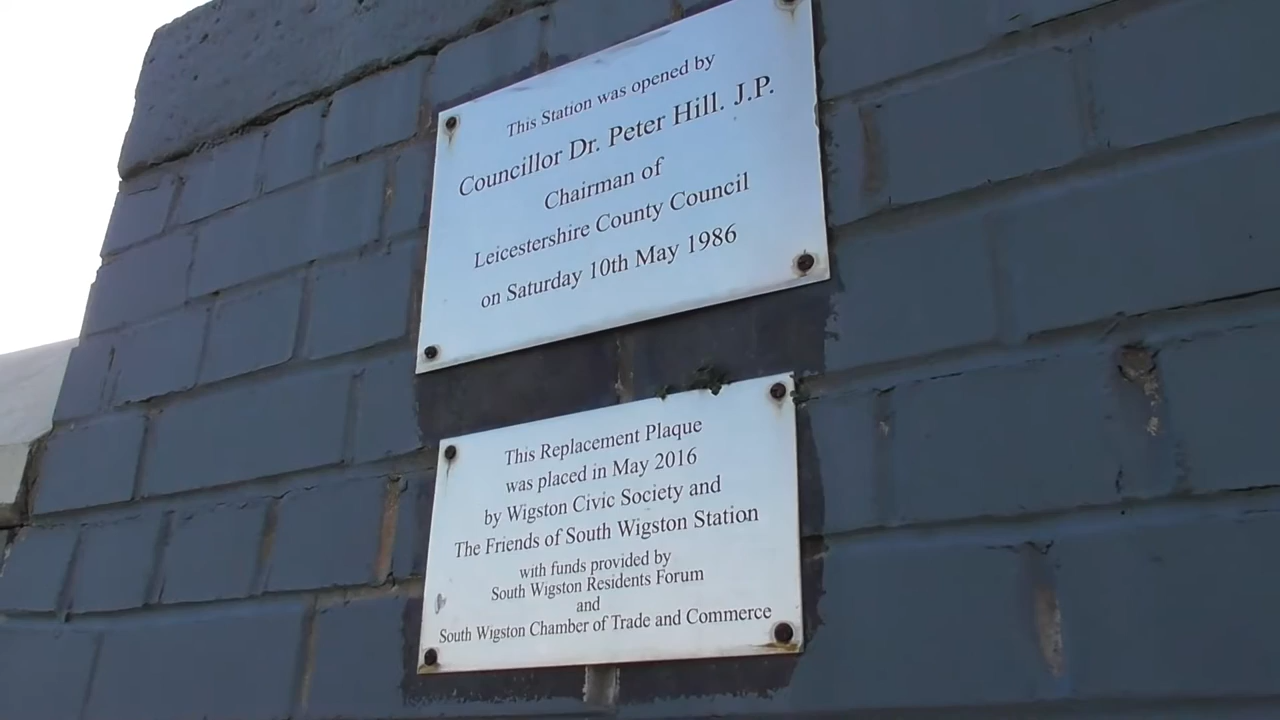 This Station was opened by
Councillor Dr. Peter Hill. J.P.
Chairman of
Leicestershire County Council
on Saturday 10th May 1986
This Replacement Plaque
was placed in May 2016
by Wigston Civic Society and
The Friends of South Wigston Station
with funds provided by
South Wigston Residents Forum
and
South Wigston Chamber of Trade and Commerce